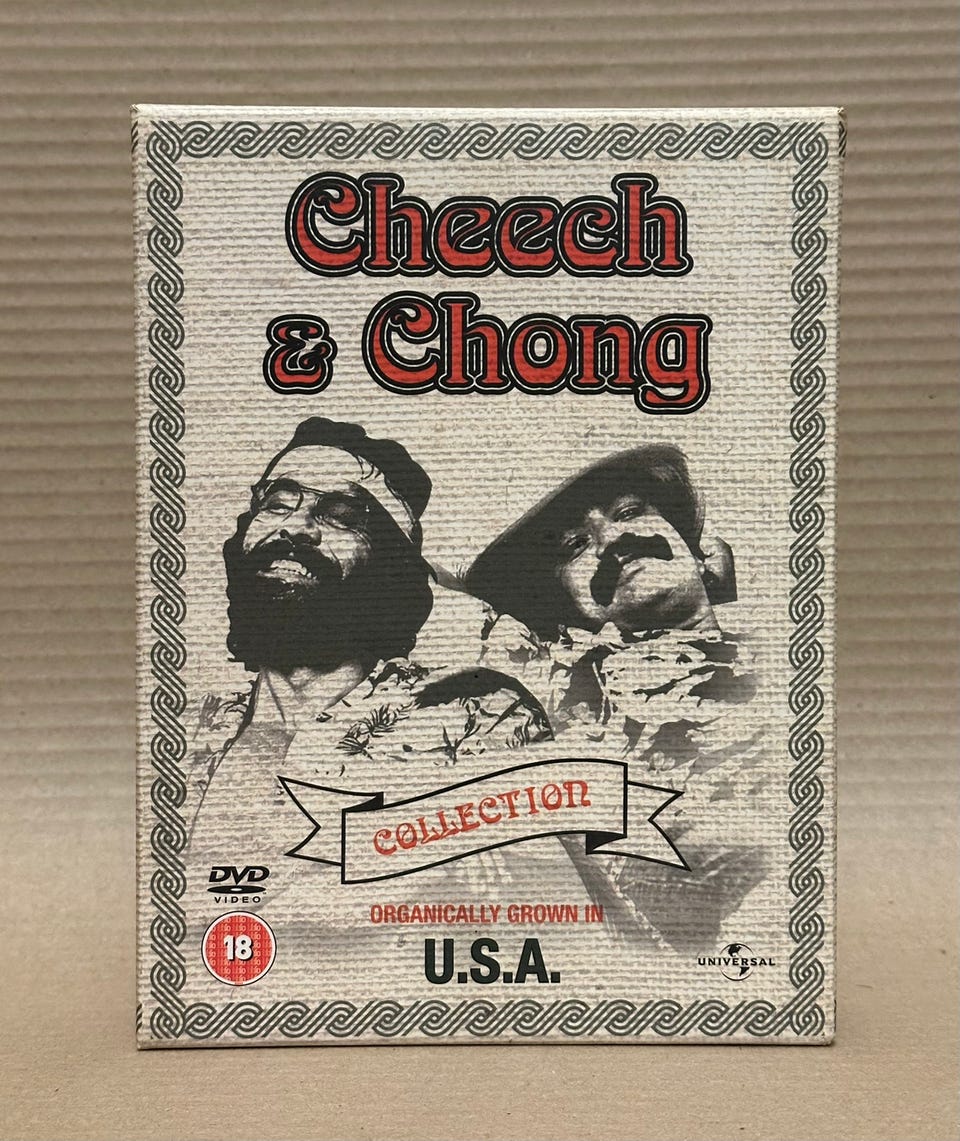 Cheech
& Chong
COLLECTION
DVD
VIDEO
18
ORGANICALLY GROWN IN
U.S.A.
UNIVERSAL